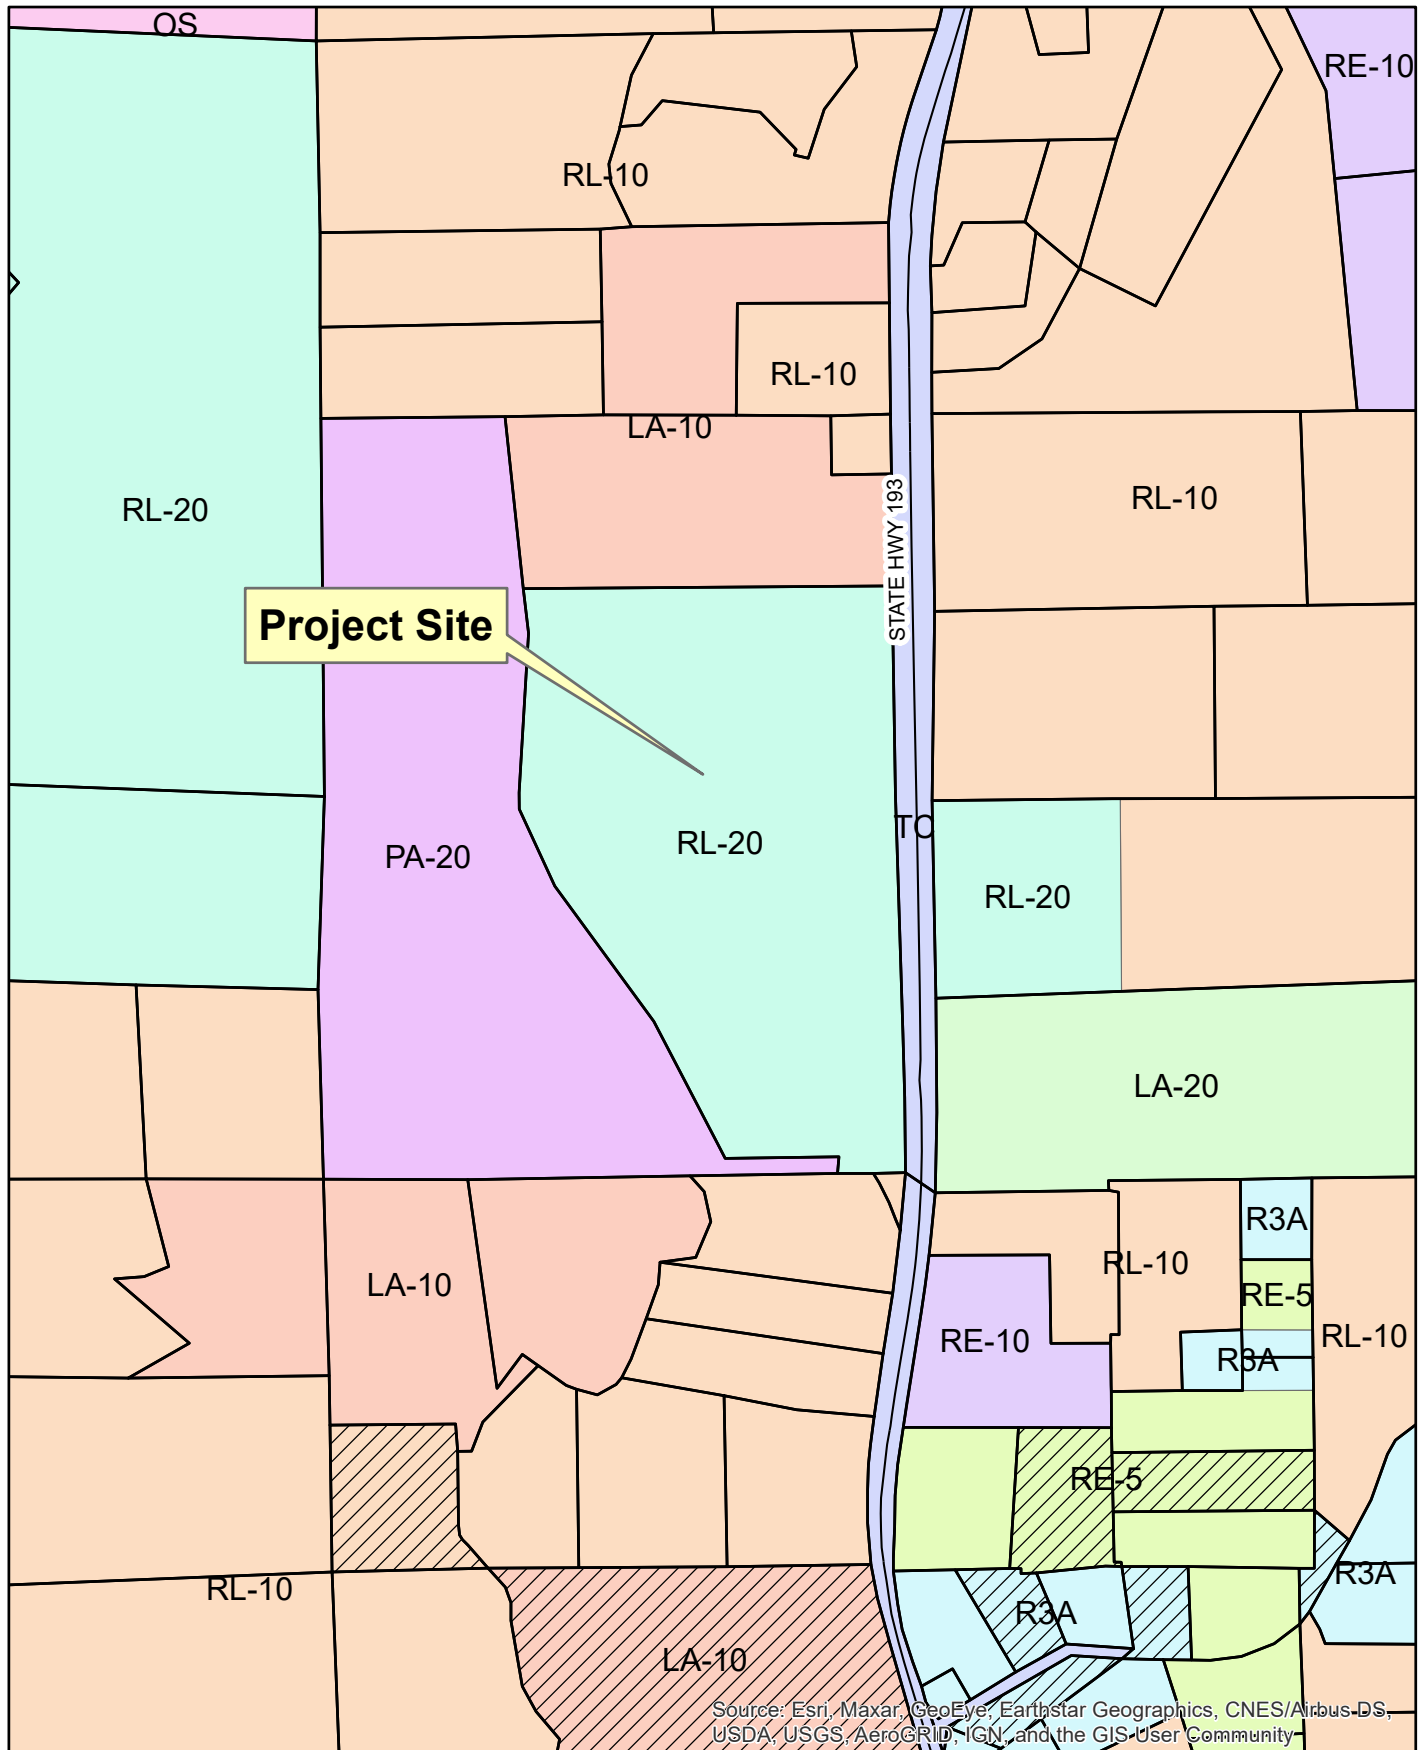 OS
RE-10
RL-10
RL-10
LA-10
RL-10
RL-20
STATE HWY 193
Project Site
TC
RL-20
PA-20
RL-20
LA-20
R3A
RL-10
LA-10
RE-5
RL-10
RE-10
R3A
RE-5
R3A
RL-10
R3A
LA-10
Source: Esri, Maxar, GeoEye, Earthstar Geographics, CNES/Airbus DS,
USDA, USGS, AeroGRID, IGN, and the GIS User Community